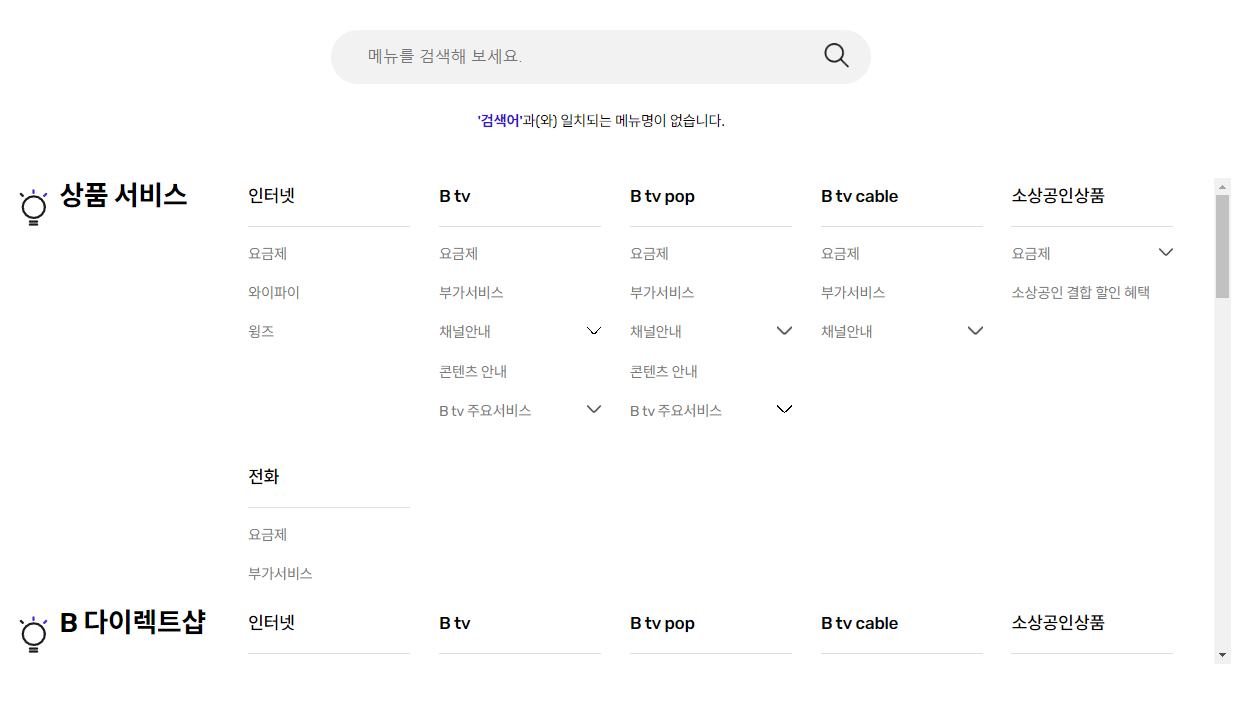 메뉴를 검색해 보세요.
'검색어'과(와) 일치되는 메뉴명이 없습니다.
상품 서비스
인터넷
요금제
와이파이
윙즈
B tv
요금제
부가서비스
채널안내
콘텐츠 안내
B tv 주요서비스
B tv pop
요금제
부가서비스
채널안내
콘텐츠 안내
B tv 주요서비스
B tv cable
요금제
부가서비스
채널안내
소상공인상품
요금제
소상공인 결합 할인 혜택
전화
요금제
부가서비스
B 다이렉트샵
인터넷
B tv
B tv pop
B tv cable
소상공인상품